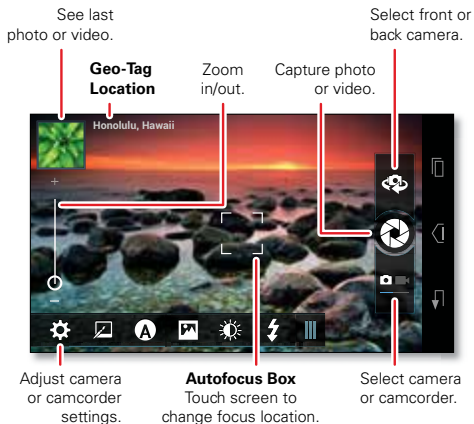 See last
photo or video.
Geo-Tag
Location
Zoom
in/out.
Capture photo
or video.
Select front or
back camera.
Honolulu, Hawaii
+
−
A
Adjust camera
or camcorder
settings.
Autofocus Box
Touch screen to
change focus location.
Select camera
or camcorder.